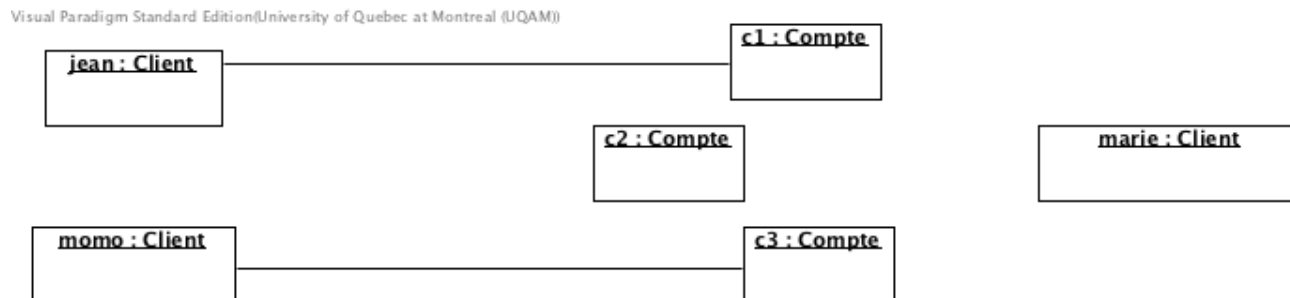 Visual Paradigm Standard Edition(University of Quebec at Montreal (UQAM))
c1 : Compte
jean : Client
c2 : Compte
marie : Client
momo : Client
c3 : Compte